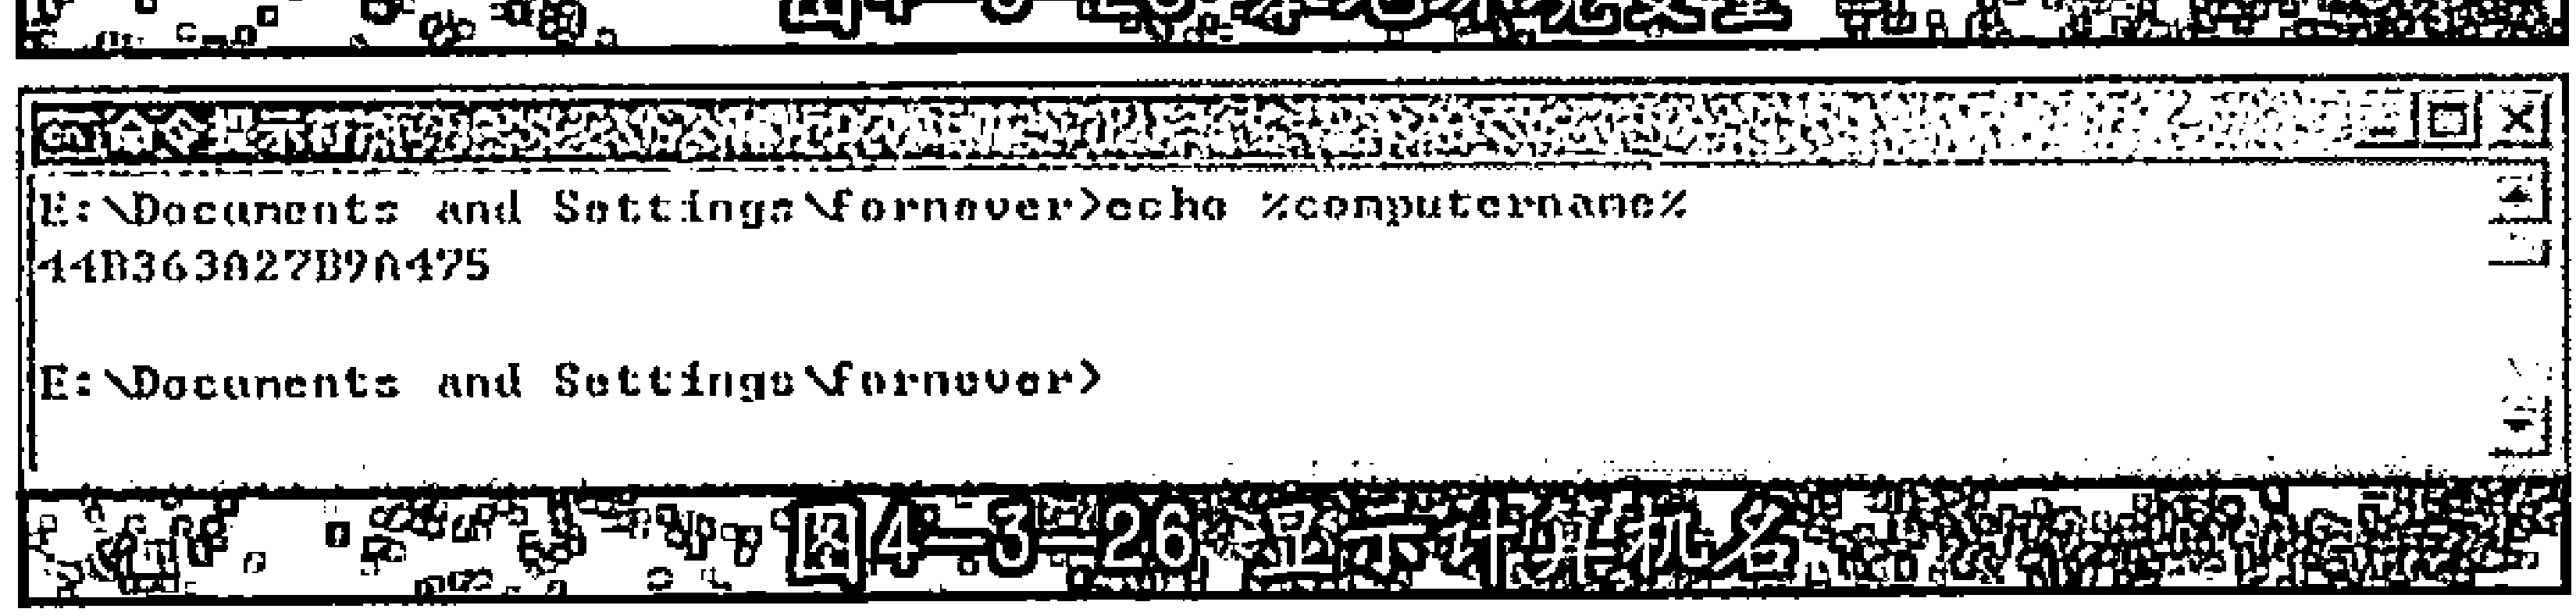 命令提示符
E:\Documents and Settings\fornever>echo %computername%
44B363A27B9A475
E:\Documents and Settings\fornever>
图4-3-26 显示计算机名